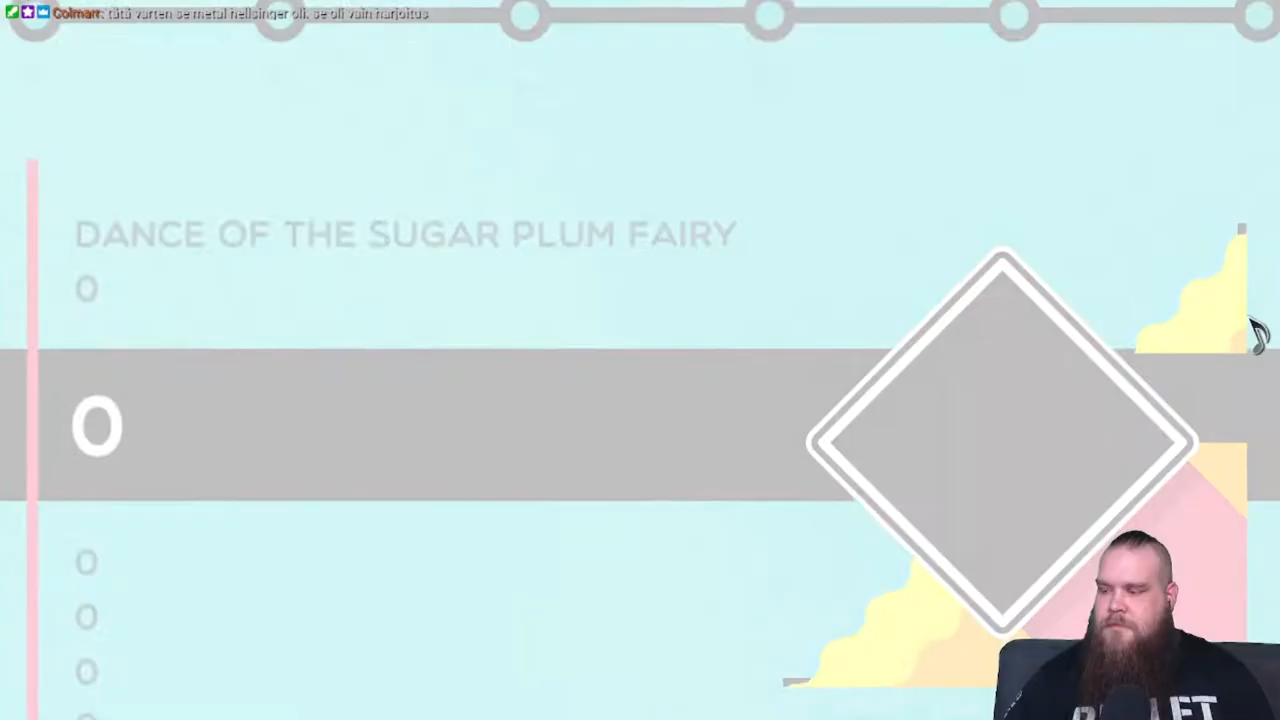 Colmarr: tätä varten se metal hellsinger oli. se oli vain harjoitus
DANCE OF THE SUGAR PLUM FAIRY
0
0
0
0
0